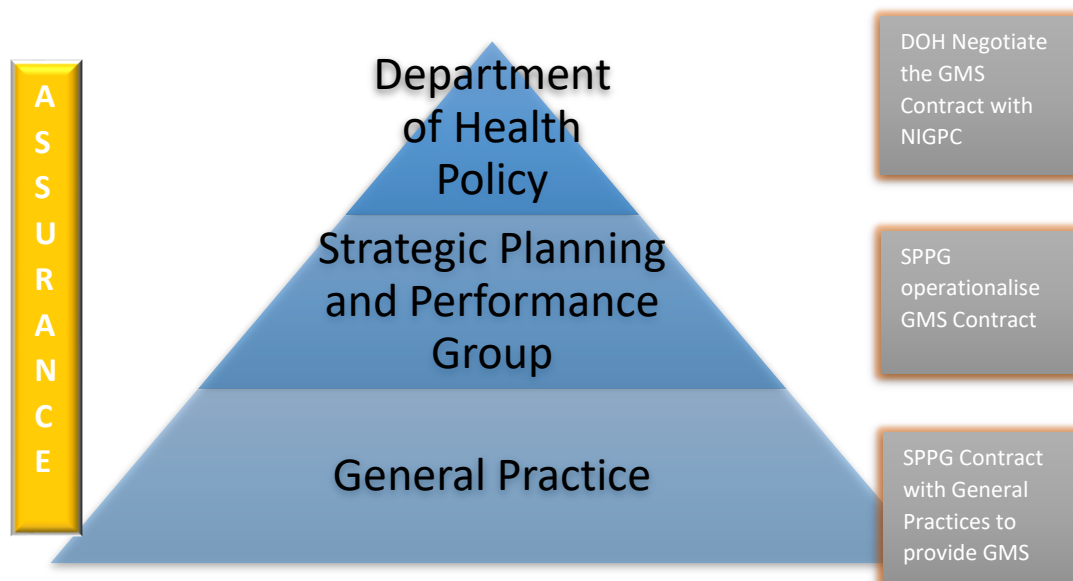 A
S
S
U
R
A
N
C
E
Department
of Health
Policy
Strategic Planning
and Performance
Group
General Practice
DOH Negotiate
the GMS
Contract with
NIGPC
SPPG
operationalise
GMS Contract
SPPG Contract
with General
Practices to
provide GMS